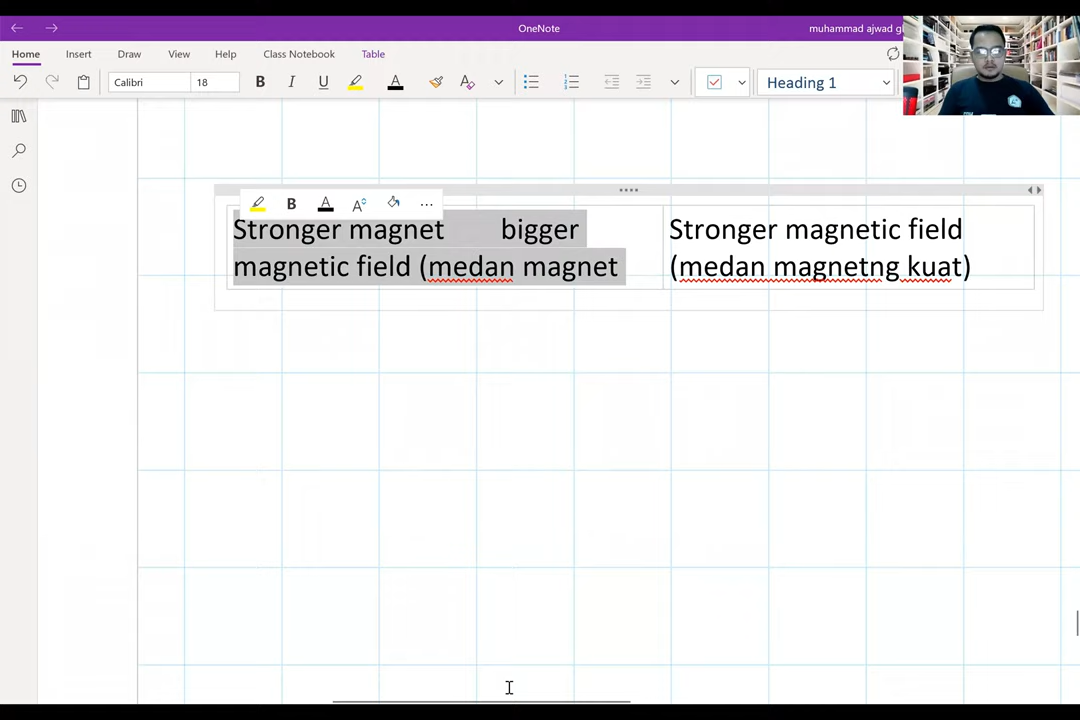 OneNote
muhammad ajwad gh
Home Insert Draw View Help Class Notebook Table
Calibri 18 B I U A A Heading 1
B A A ...
Stronger magnet bigger
magnetic field (medan magnet
Stronger magnetic field
(medan magnetng kuat)